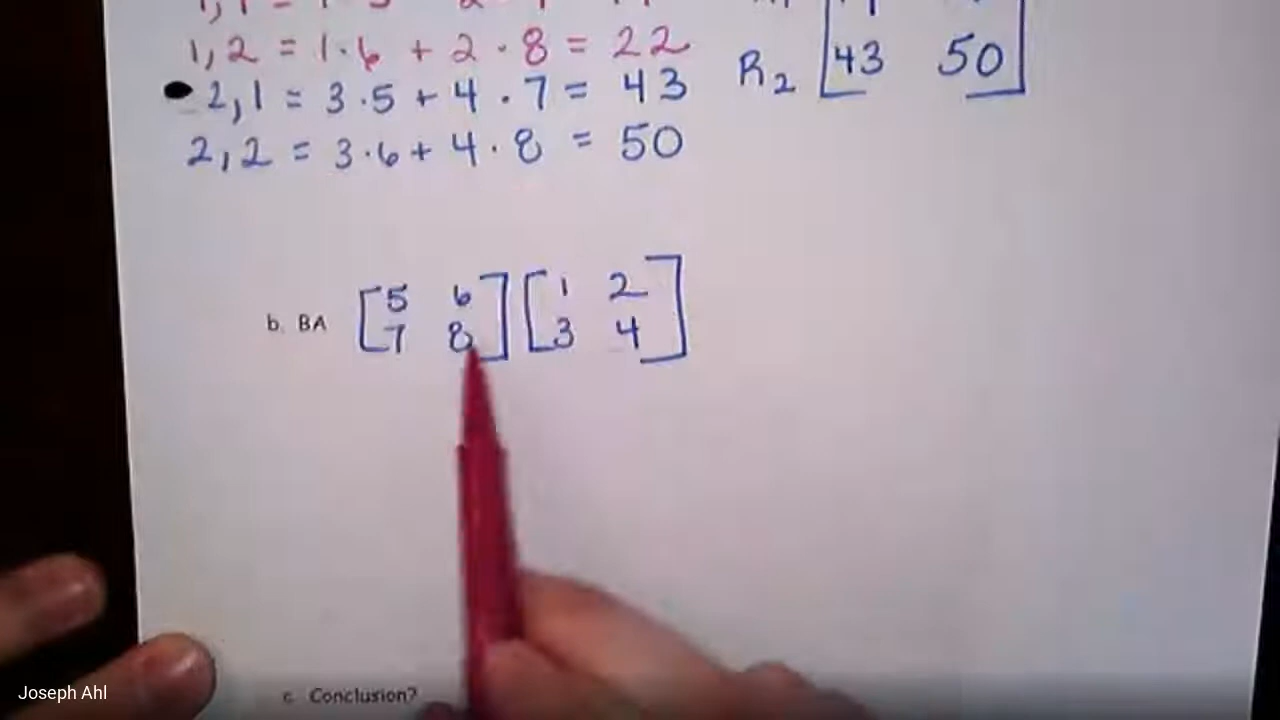 1, 2 = 1·6 + 2·8 = 22
2, 1 = 3·5 + 4·7 = 43
2, 2 = 3·6 + 4·8 = 50
R2 [43 50]
b. BA [5 6] [1 2]
[7 8] [3 4]
c. Conclusion?
Joseph Ahl